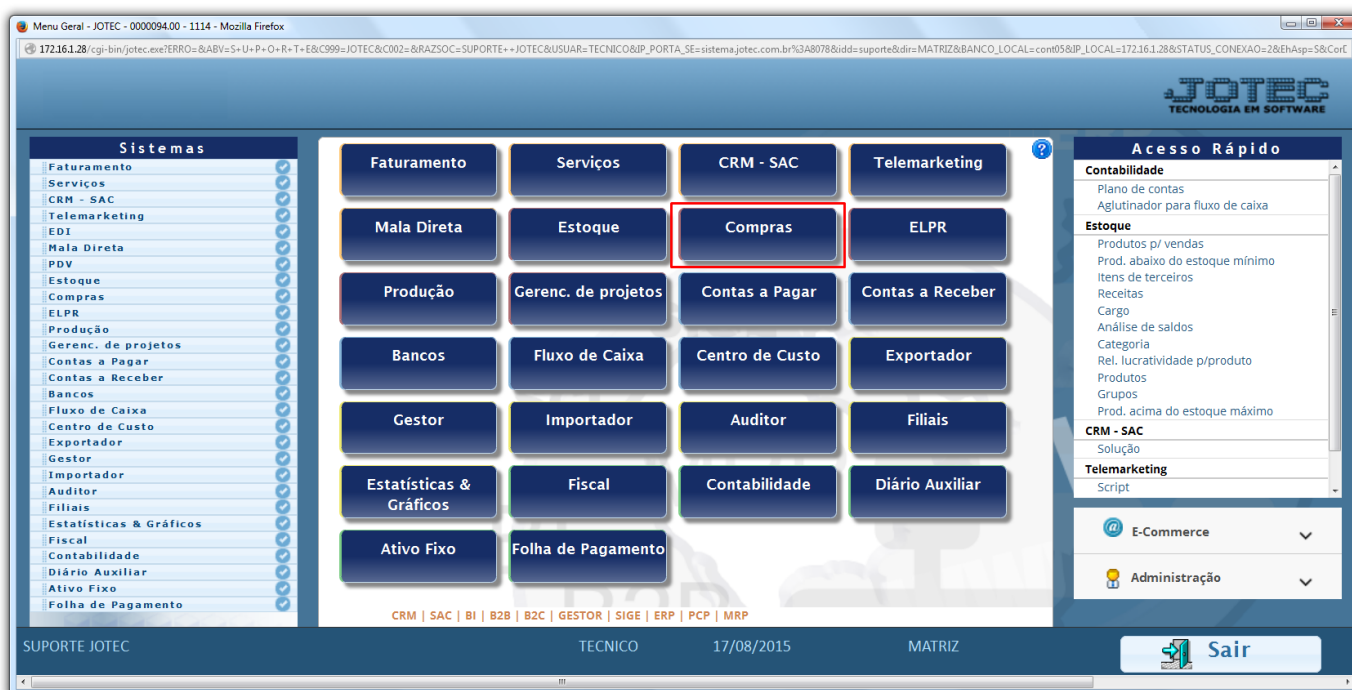 Menu Geral - JOTEC - 0000094.00 - 1114 - Mozilla Firefox
172.16.1.28/cgi-bin/jotec.exe?ERRO=&ABV=S+U+P+O+R+T+E&C999=JOTEC&C002=&RAZSOC=SUPORTE++JOTEC&USUAR=TECNICO&IP_PORTA_SE=sistema.jotec.com.br%3A8078&idd=suporte&dir=MATRIZ&BANCO_LOCAL=cont05&IP_LOCAL=172.16.1.28&STATUS_CONEXAO=2&EhAsp=S&Corl
JOTEC
TECNOLOGIA EM SOFTWARE
Sistemas
Faturamento
Serviços
CRM - SAC
Telemarketing
EDI
Mala Direta
PDV
Estoque
Compras
ELPR
Produção
Gerenc. de projetos
Contas a Pagar
Contas a Receber
Bancos
Fluxo de Caixa
Centro de Custo
Exportador
Gestor
Importador
Auditor
Filiais
Estatísticas & Gráficos
Fiscal
Contabilidade
Diário Auxiliar
Ativo Fixo
Folha de Pagamento
Faturamento Serviços CRM - SAC Telemarketing
Mala Direta Estoque Compras ELPR
Produção Gerenc. de projetos Contas a Pagar Contas a Receber
Bancos Fluxo de Caixa Centro de Custo Exportador
Gestor Importador Auditor Filiais
Estatísticas & Gráficos Fiscal Contabilidade Diário Auxiliar
Ativo Fixo Folha de Pagamento
CRM | SAC | BI | B2B | B2C | GESTOR | SIGE | ERP | PCP | MRP
Acesso Rápido
Contabilidade
Plano de contas
Aglutinador para fluxo de caixa
Estoque
Produtos p/ vendas
Prod. abaixo do estoque mínimo
Itens de terceiros
Receitas
Cargo
Análise de saldos
Categoria
Rel. lucratividade p/produto
Produtos
Grupos
Prod. acima do estoque máximo
CRM - SAC
Solução
Telemarketing
Script
E-Commerce
Administração
SUPORTE JOTEC TECNICO 17/08/2015 MATRIZ
Sair